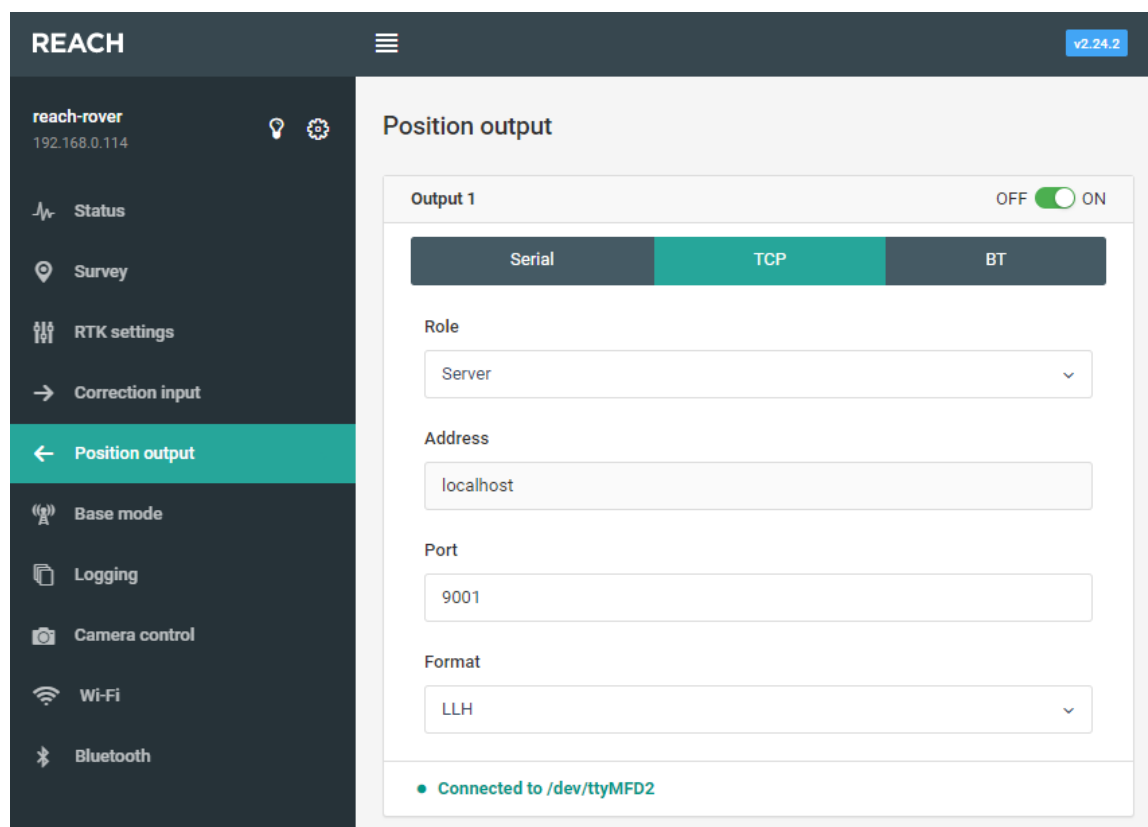 REACH
v2.24.2
reach-rover
192.168.0.114
Status
Survey
RTK settings
Correction input
Position output
Base mode
Logging
Camera control
Wi-Fi
Bluetooth
Position output
Output 1
OFF ON
Serial TCP BT
Role
Server
Address
localhost
Port
9001
Format
LLH
Connected to /dev/ttyMFD2